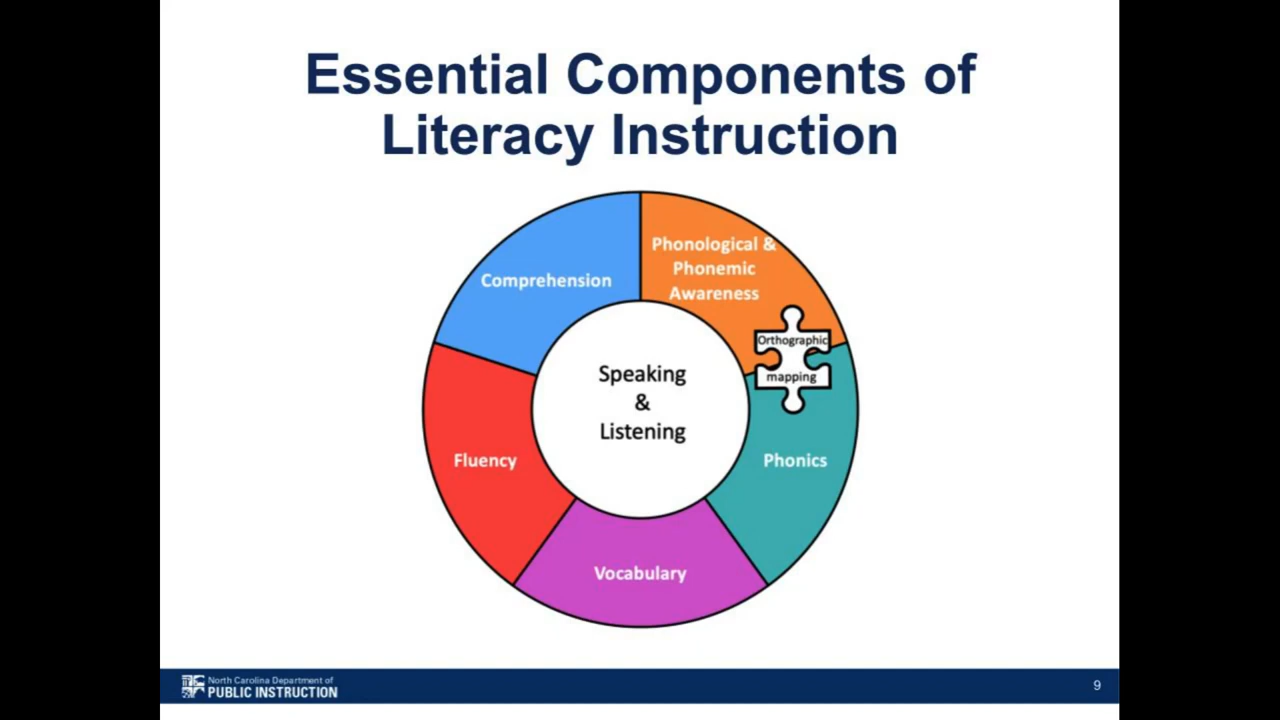 Essential Components of
Literacy Instruction
Comprehension
Phonological &
Phonemic
Awareness
Orthographic
mapping
Speaking
&
Listening
Fluency
Phonics
Vocabulary
North Carolina Department of
PUBLIC INSTRUCTION
9